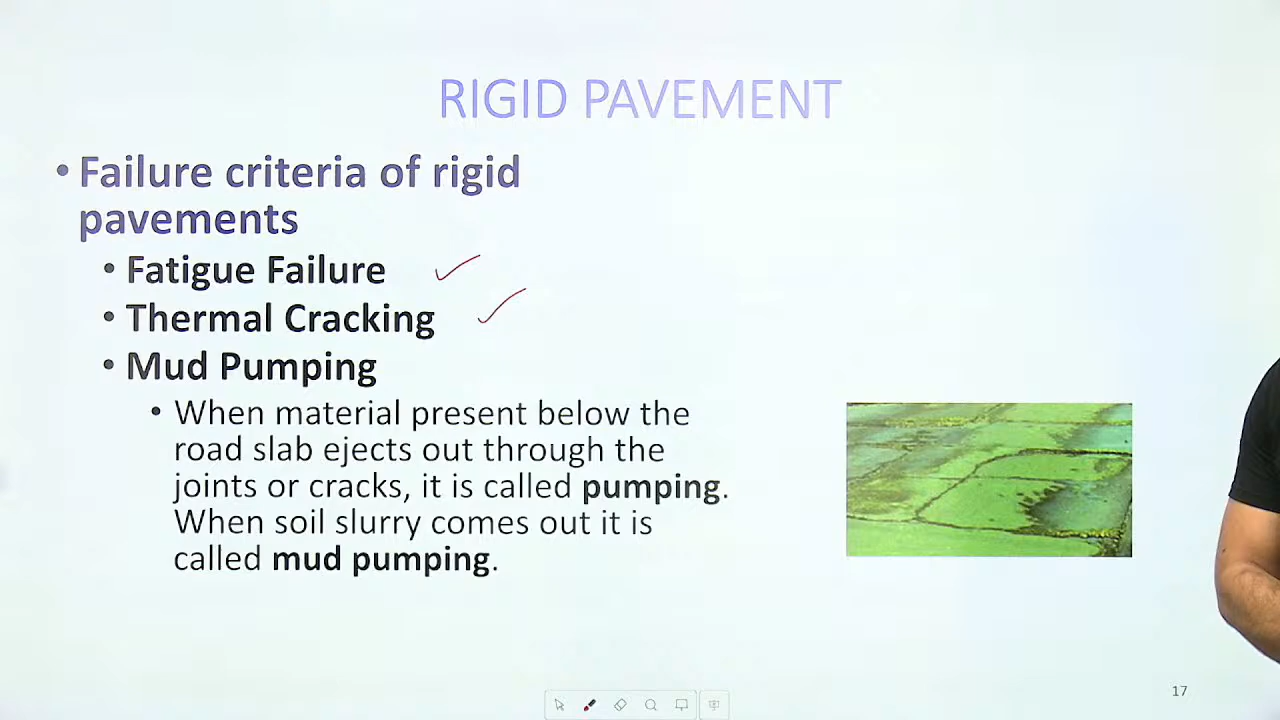 RIGID PAVEMENT
• Failure criteria of rigid
pavements
• Fatigue Failure
• Thermal Cracking
• Mud Pumping
• When material present below the
road slab ejects out through the
joints or cracks, it is called pumping.
When soil slurry comes out it is
called mud pumping.
17